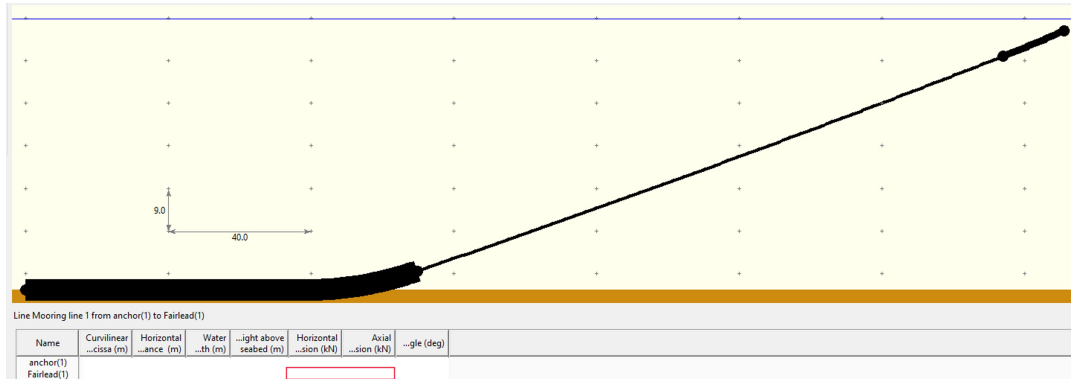 9.0
40.0
Line Mooring line 1 from anchor(1) to Fairlead(1)
Name Curvilinear ...cissa (m) Horizontal ...ance (m) Water ...th (m) ...ight above seabed (m) Horizontal ...sion (kN) Axial ...sion (kN) ...gle (deg)
anchor(1)
Fairlead(1)